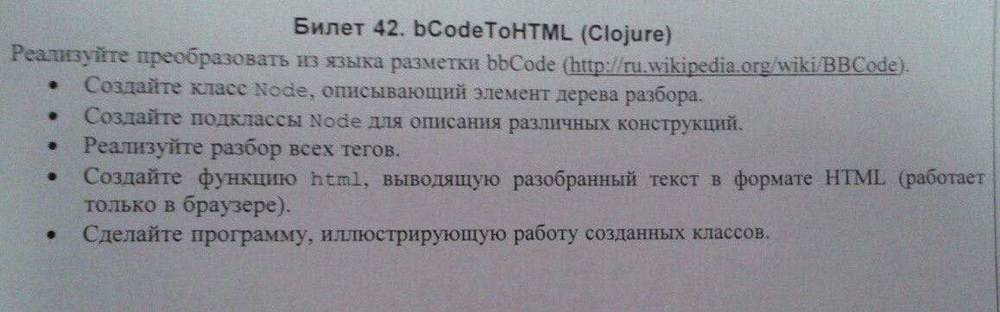 Билет 42. bCodeToHTML (Clojure)
Реализуйте преобразовать из языка разметки bbCode (http://ru.wikipedia.org/wiki/BBCode).
• Создайте класс Node, описывающий элемент дерева разбора.
• Создайте подклассы Node для описания различных конструкций.
• Реализуйте разбор всех тегов.
• Создайте функцию html, выводящую разобранный текст в формате HTML (работает
только в браузере).
• Сделайте программу, иллюстрирующую работу созданных классов.